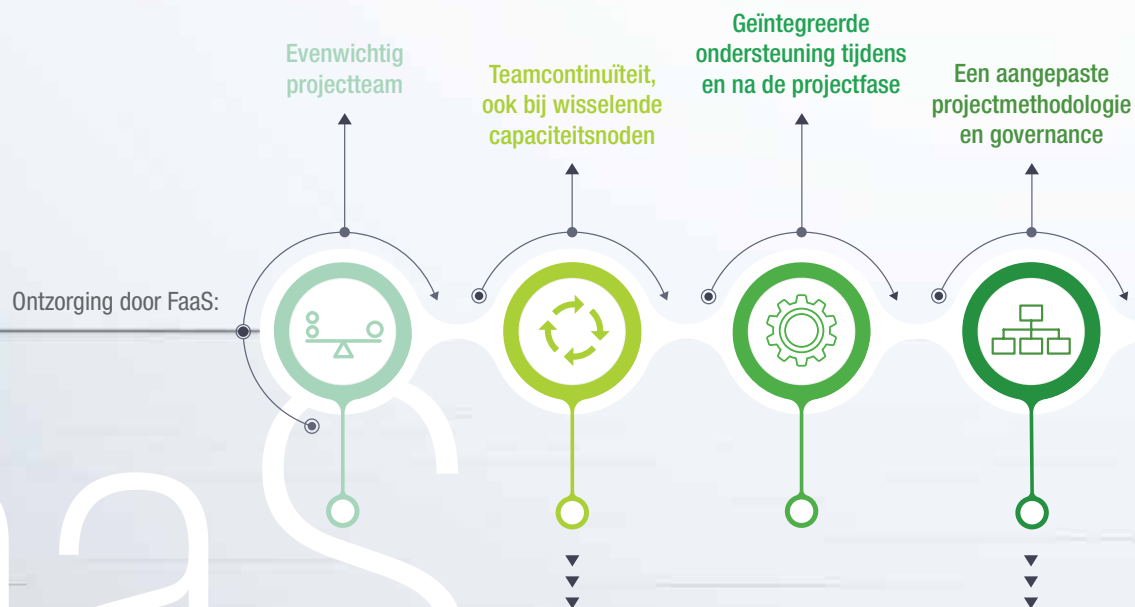 Ontzorging door FaaS:
Evenwichtig
projectteam
Teamcontinuïteit,
ook bij wisselende
capaciteitsnoden
Geïntegreerde
ondersteuning tijdens
en na de projectfase
Een aangepaste
projectmethodologie
en governance
aaS